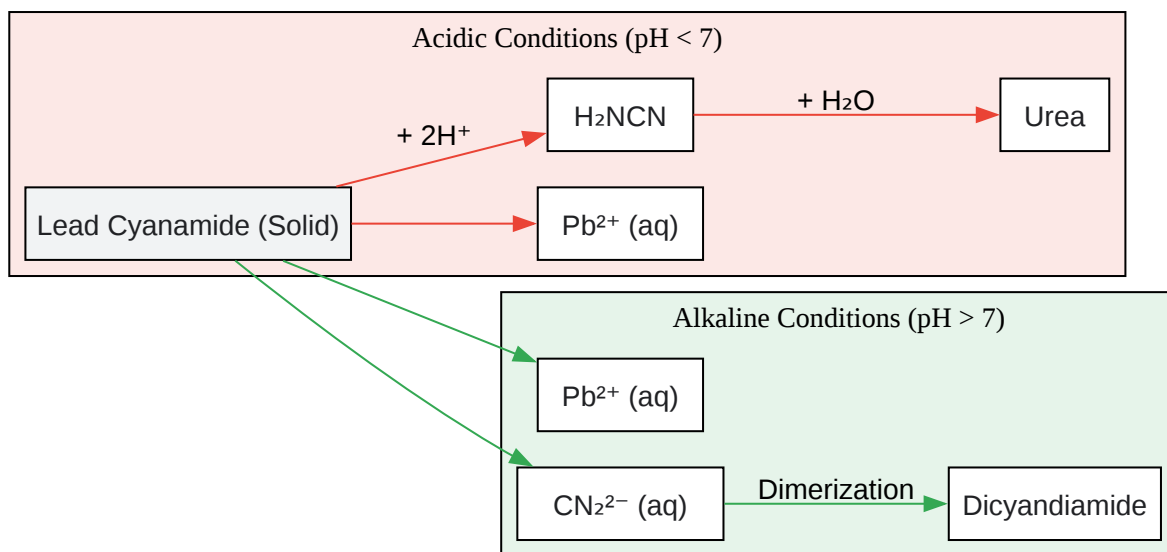 Acidic Conditions (pH < 7)
+ 2H⁺
H₂NCN
+ H₂O
Urea
Lead Cyanamide (Solid)
Pb²⁺ (aq)
Alkaline Conditions (pH > 7)
Pb²⁺ (aq)
CN₂²⁻ (aq)
Dimerization
Dicyandiamide